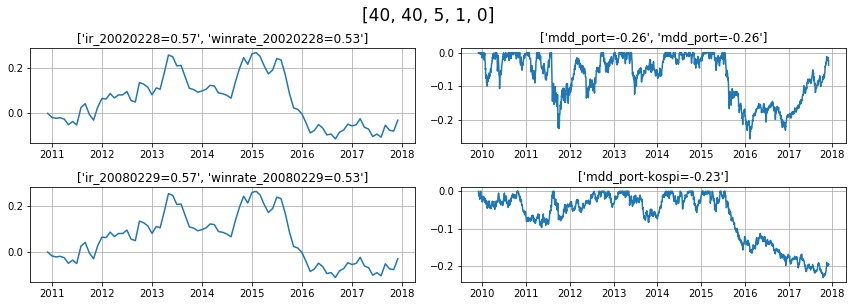 [40, 40, 5, 1, 0]
['ir_20020228=0.57', 'winrate_20020228=0.53']
0.2
0.0
2011 2012 2013 2014 2015 2016 2017 2018
['mdd_port=-0.26', 'mdd_port=-0.26']
0.0
−0.1
−0.2
2010 2011 2012 2013 2014 2015 2016 2017 2018
['ir_20080229=0.57', 'winrate_20080229=0.53']
0.2
0.0
2011 2012 2013 2014 2015 2016 2017 2018
['mdd_port-kospi=-0.23']
0.0
−0.1
−0.2
2010 2011 2012 2013 2014 2015 2016 2017 2018